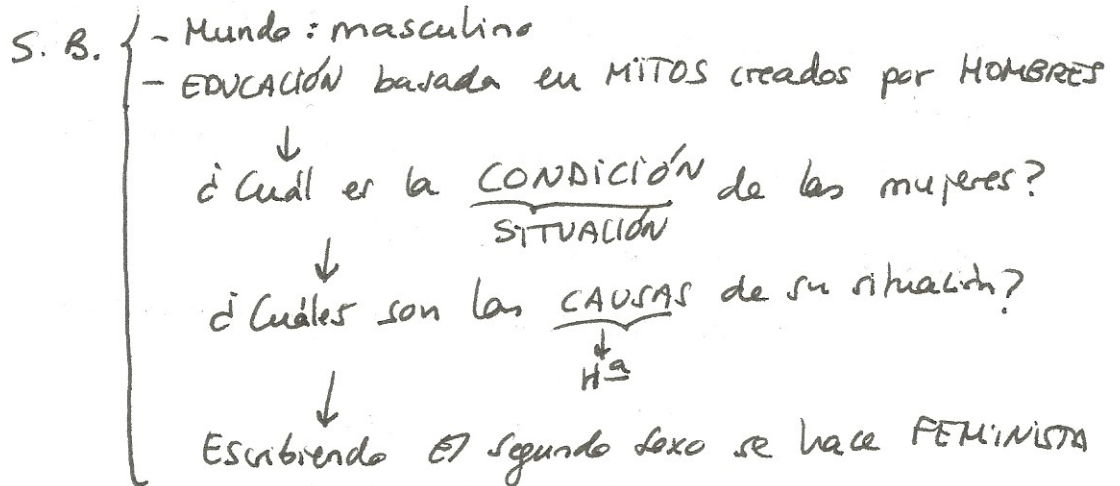 S. B. { - Mundo: masculino
- EDUCACIÓN basada en MITOS creados por HOMBRES
↓
¿Cuál es la CONDICIÓN de las mujeres?
SITUACIÓN
↓
¿Cuáles son las CAUSAS de su situación?
↓
Hª
↓
Escribiendo El segundo sexo se hace FEMINISTA